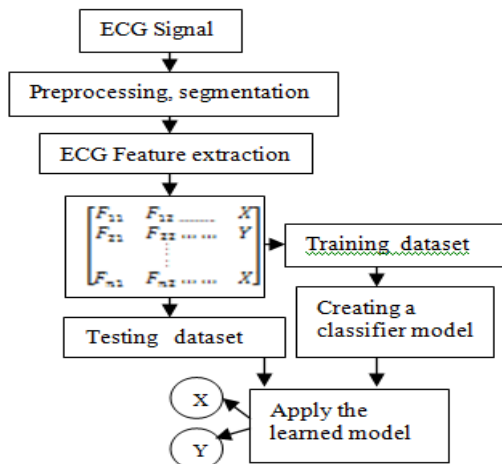 ECG Signal
Preprocessing, segmentation
ECG Feature extraction
F11 F12 ........ X
F21 F22 ... ... Y
⋮
Fn1 Fn2 ... ... X
Training dataset
Testing dataset
Creating a
classifier model
X
Apply the
learned model
Y